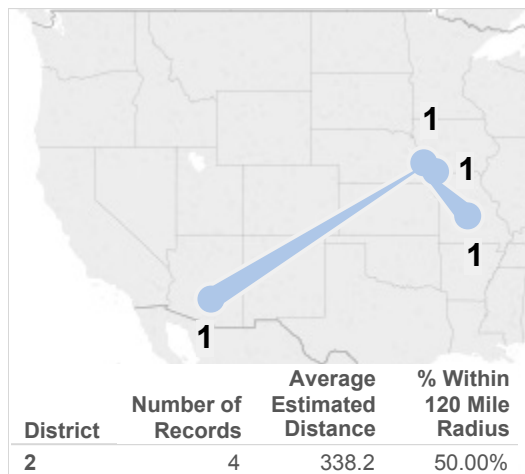 1
1
1
1
Average % Within
Number of Estimated 120 Mile
District Records Distance Radius
2 4 338.2 50.00%